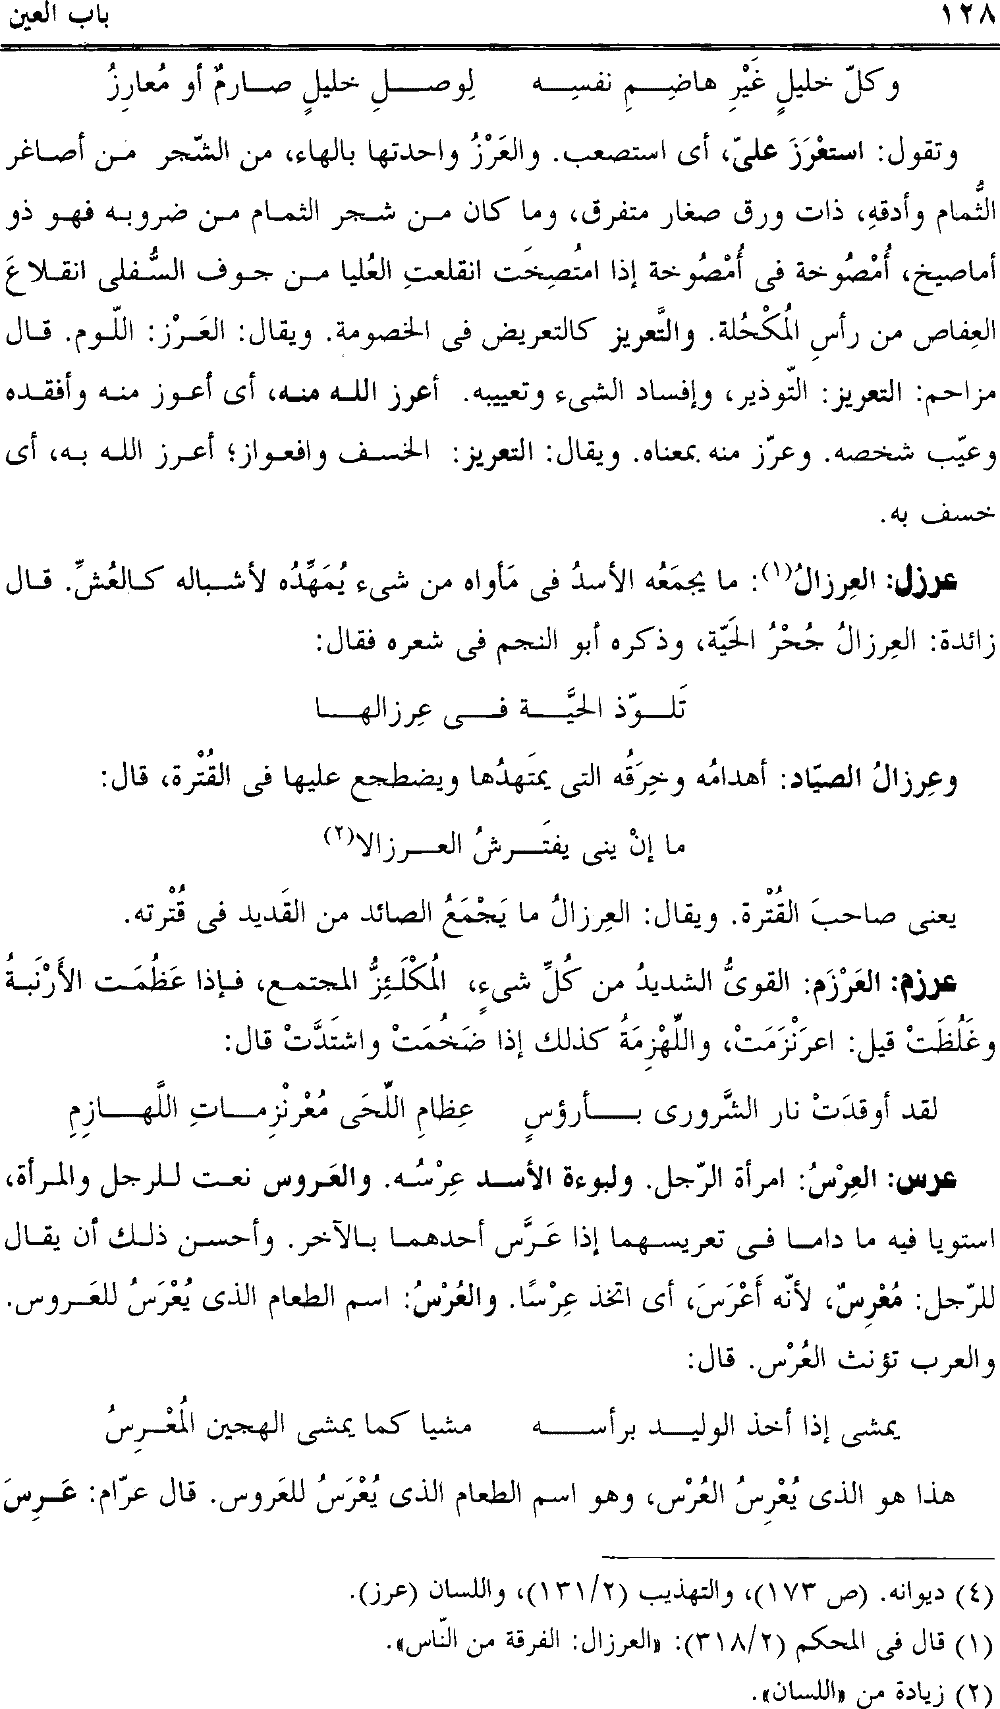 ١٢٨ باب العين
وكلّ خليلٍ غَيْرِ هاضِمِ نفسِه لِوصلِ خليلٍ صارمٌ أو مُعارِزُ
وتقول: استعْرَزَ علىّ، أى استصعب. والعَرْزُ واحدتها بالهاء، من الشّجر من أصاغر
الثُّمام وأدقهِ، ذات ورق صغار متفرق، وما كان من شجر الثمام من ضروبه فهو ذو
أماصيخ، أُمْصُوخة فى أُمْصُوخة إذا امتُصِخَت انقلعتِ العُليا من جوف السُّفلى انقلاعَ
العِفاص من رأسِ المُكْحُلة. والتَّعريز كالتعريض فى الخصومة. ويقال: العَرْز: اللّوم. قال
مزاحم: التعريز: التّوذير، وإفساد الشىء وتعييبه. أعرز الله منه، أى أعوز منه وأفقده
وعيّب شخصه. وعرّز منه بمعناه. ويقال: التعريز: الخسف وافعواز؛ أعرز الله به، أى
خسف به.
عرزل: العِرزالُ(١): ما يجمَعُه الأسدُ فى مَأواه من شىء يُمَهِّدُه لأشباله كالعُشِّ. قال
زائدة: العِرزالُ جُحْرُ الحَيّة، وذكره أبو النجم فى شعره فقال:
تَلوّذ الحيَّة فى عِرزالها
وعِرزالُ الصيّاد: أهدامُه وخِرَقُه التى يمتَهدُها ويضطجع عليها فى القُتْرة، قال:
ما إنْ ينى يفتَرشُ العرزالا(٢)
يعنى صاحبَ القُتْرة. ويقال: العِرزالُ ما يَجْمَعُ الصائد من القَديد فى قُتْرته.
عرزم: العَرْزَم: القوىُّ الشديدُ من كُلِّ شىءٍ، المُكْلَئِزُّ المجتمع، فإذا عَظُمَت الأَرْنَبةُ
وغَلُظَتْ قيل: اعرَنْزَمَتْ، واللِّهْزِمَةُ كذلك إذا ضَخُمَتْ واشتَدَّتْ قال:
لقد أوقدَتْ نار الشَّرورى بأرؤسٍ عِظامِ اللِّحَى مُعْرنْزِماتِ اللَّهازِمِ
عرس: العِرْسُ: امرأة الرّجل. ولبوءة الأسد عِرْسُه. والعَروس نعت للرجل والمرأة،
استويا فيه ما داما فى تعريسهما إذا عَرَّس أحدهما بالآخر. وأحسن ذلك أن يقال
للرّجل: مُعْرِسٌ، لأنّه أَعْرَسَ، أى اتخذ عِرْسًا. والعُرْسُ: اسم الطعام الذى يُعْرَسُ للعَروس.
والعرب تؤنث العُرْس. قال:
يمشى إذا أخذ الوليد برأسه مشيا كما يمشى الهجين المُعْرِسُ
هذا هو الذى يُعْرِسُ العُرْس، وهو اسم الطعام الذى يُعْرَسُ للعَروس. قال عرّام: عَرِسَ
(٤) ديوانه. (ص ١٧٣)، والتهذيب (١٣١/٢)، واللسان (عرز).
(١) قال فى المحكم (٣١٨/٢): «العرزال: الفرقة من النّاس».
(٢) زيادة من «اللسان».